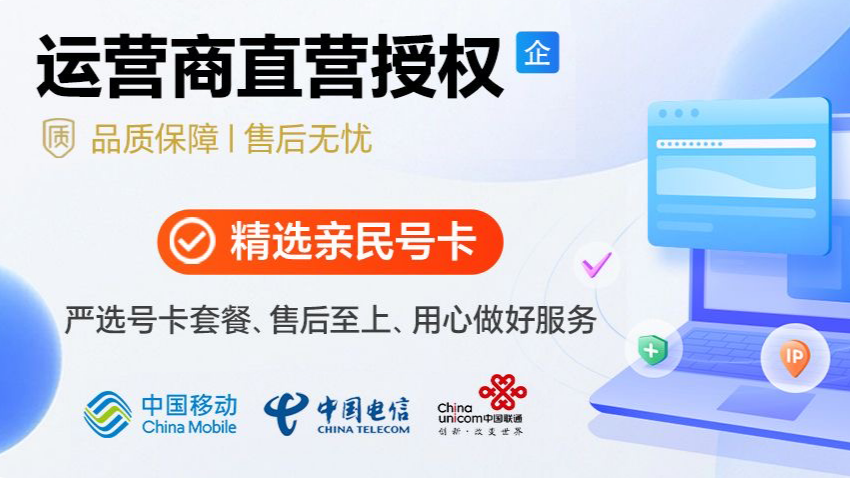 运营商直营授权 企
质 品质保障 | 售后无忧
精选亲民号卡
严选号卡套餐、售后至上、用心做好服务
中国移动
China Mobile
中国电信
CHINA TELECOM
China
unicom中国联通
创新·改变世界
IP